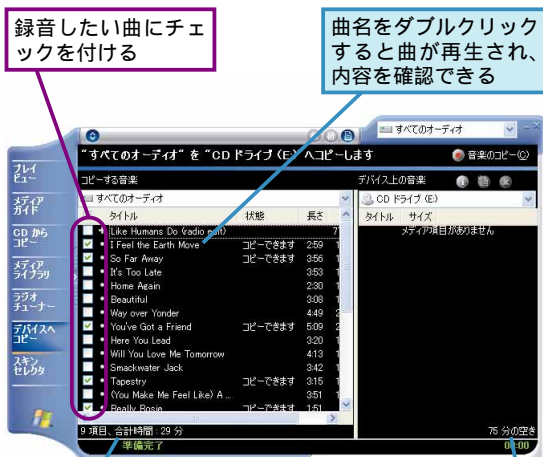 録音したい曲にチェ
ックを付ける
曲名をダブルクリック
すると曲が再生され、
内容を確認できる
すべてのオーディオ
"すべてのオーディオ" を "CD ドライブ (E:) へコピーします
音楽のコピー(C)
プレイ
ビュー
メディア
ガイド
CD から
コピー
メディア
ライブラリ
ラジオ
チューナー
デバイスへ
コピー
スキン
セレクタ
コピーする音楽
すべてのオーディオ
タイトル 状態 長さ
Like Humans Do (radio edit)
I Feel the Earth Move コピーできます 2:59
So Far Away コピーできます 3:56
It's Too Late 3:53
Home Again 2:30
Beautiful 3:08
Way over Yonder 4:49
You've Got a Friend コピーできます 5:09
Here You Lead 3:20
Will You Love Me Tomorrow 4:13
Smackwater Jack 3:42
Tapestry コピーできます 3:15
(You Make Me Feel Like) A ... 3:51
Really Rosie コピーできます 1:51
9 項目、合計時間 : 29 分
準備完了
デバイス上の音楽
CD ドライブ (E:)
タイトル サイズ
メディア項目がありません
75 分の空き